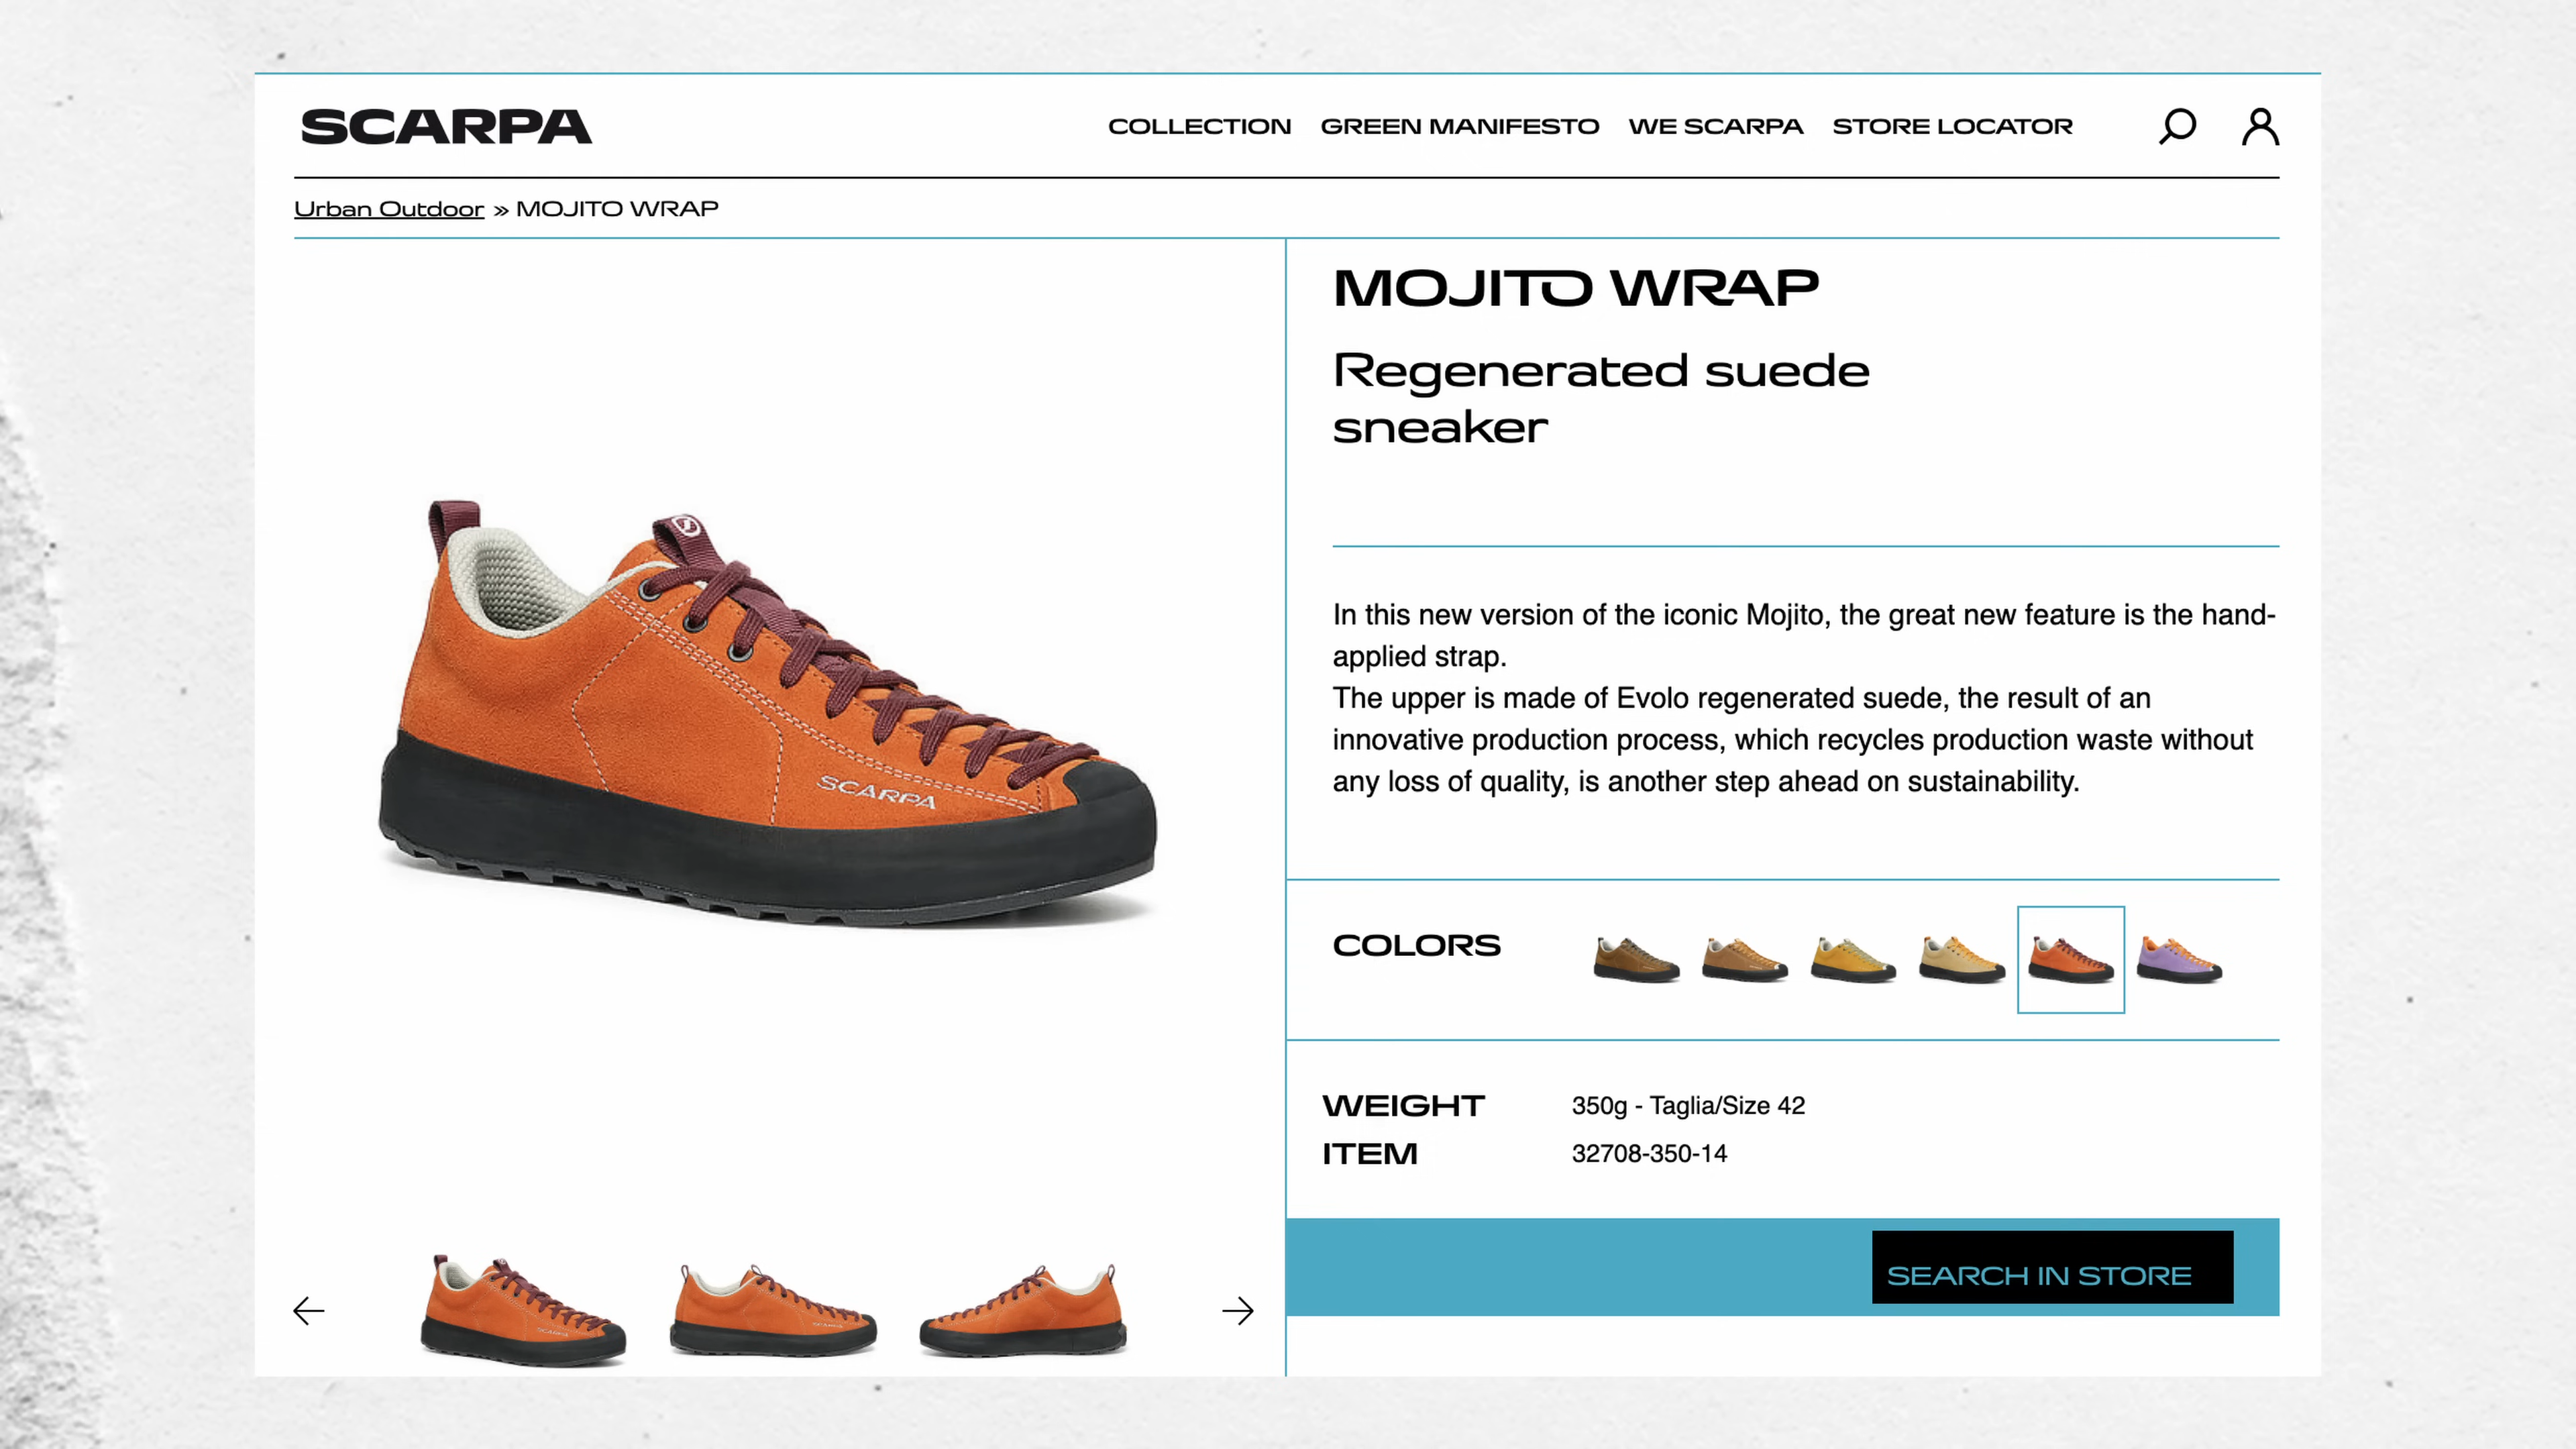 SCARPA
COLLECTION GREEN MANIFESTO WE SCARPA STORE LOCATOR
Urban Outdoor » MOJITO WRAP
SCARPA
MOJITO WRAP
Regenerated suede
sneaker
In this new version of the iconic Mojito, the great new feature is the hand-
applied strap.
The upper is made of Evolo regenerated suede, the result of an
innovative production process, which recycles production waste without
any loss of quality, is another step ahead on sustainability.
COLORS
WEIGHT 350g - Taglia/Size 42
ITEM 32708-350-14
SEARCH IN STORE